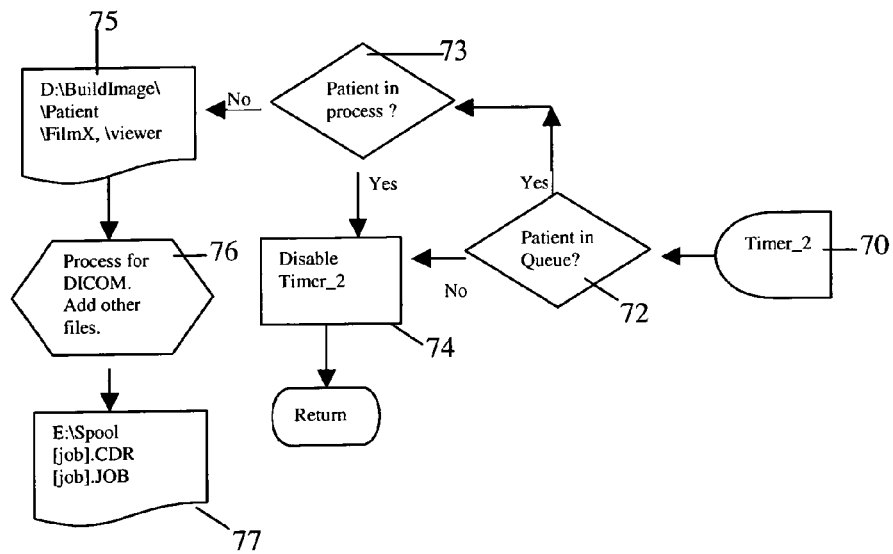 75
D:\BuildImage\
\Patient
\FilmX, \viewer
No
Patient in
process ?
73
Yes
Yes
Process for
DICOM.
Add other
files.
76
Disable
Timer_2
No
Patient in
Queue?
72
Timer_2
70
74
Return
E:\Spool
[job].CDR
[job].JOB
77